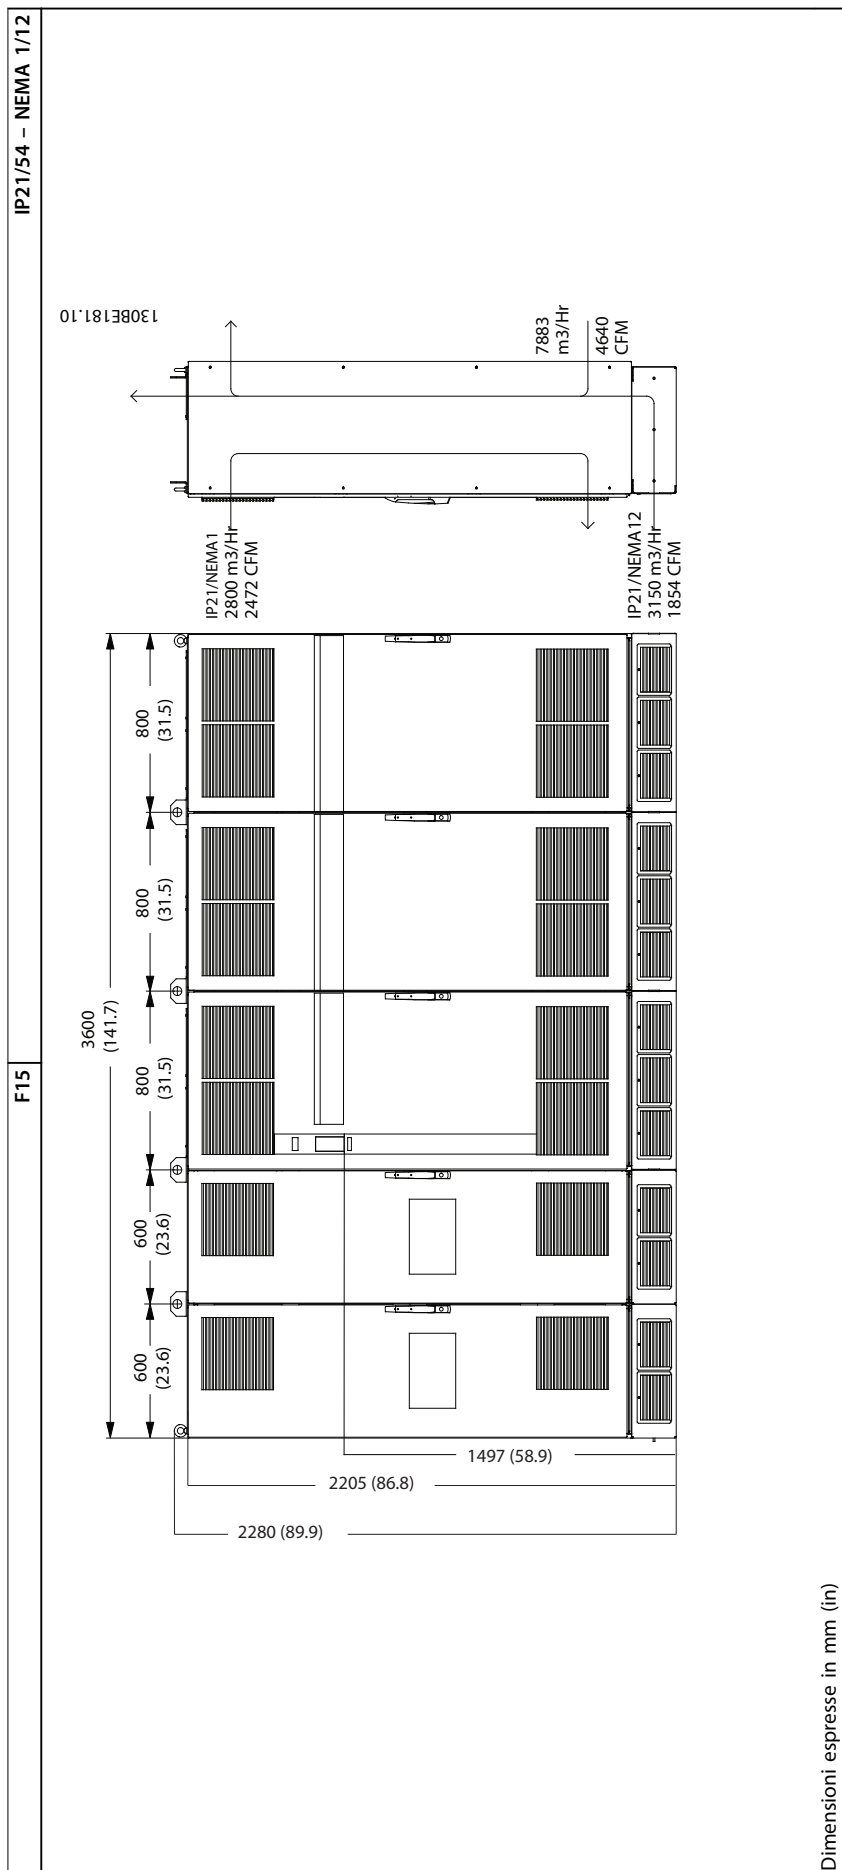 F15
IP21/54 – NEMA 1/12
130BE181.10
3600
(141.7)
600
(23.6)
600
(23.6)
800
(31.5)
800
(31.5)
800
(31.5)
2280 (89.9)
2205 (86.8)
1497 (58.9)
IP21/NEMA1
2800 m3/Hr
2472 CFM
IP21/NEMA12
3150 m3/Hr
1854 CFM
7883
m3/Hr
4640
CFM
Dimensioni espresse in mm (in)